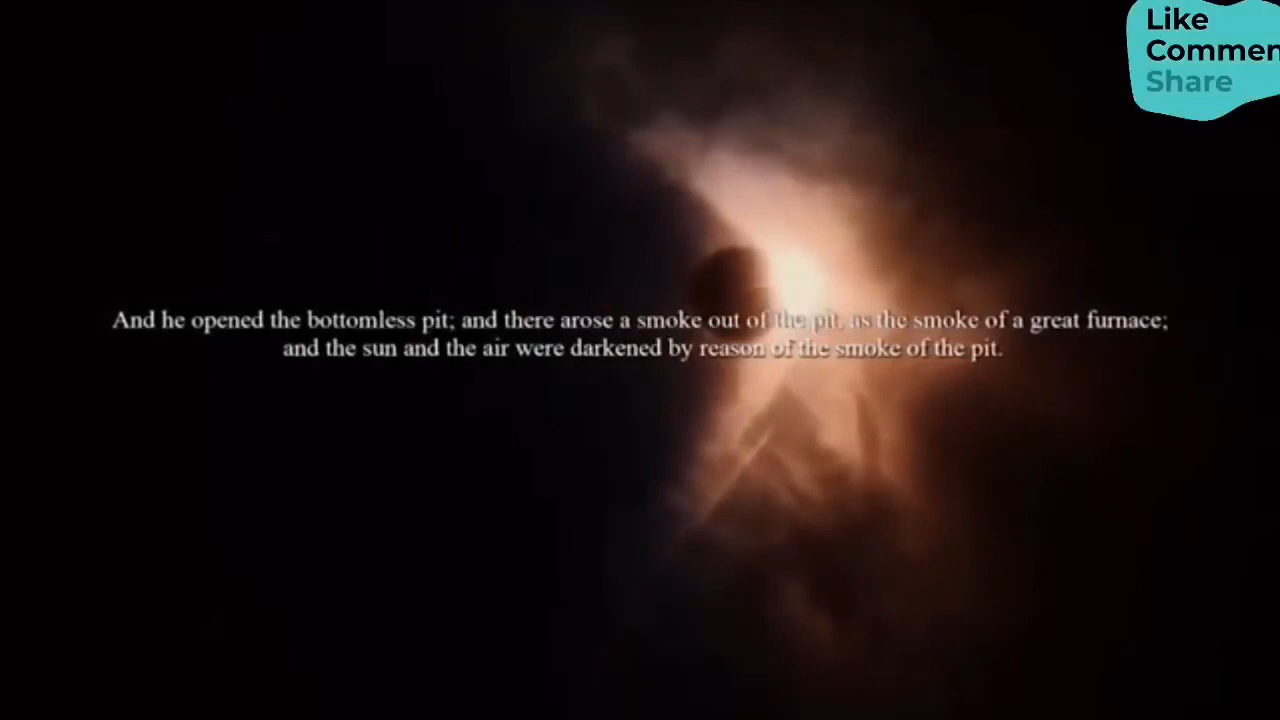 Like
Commen
Share
And he opened the bottomless pit; and there arose a smoke out of the pit, as the smoke of a great furnace;
and the sun and the air were darkened by reason of the smoke of the pit.